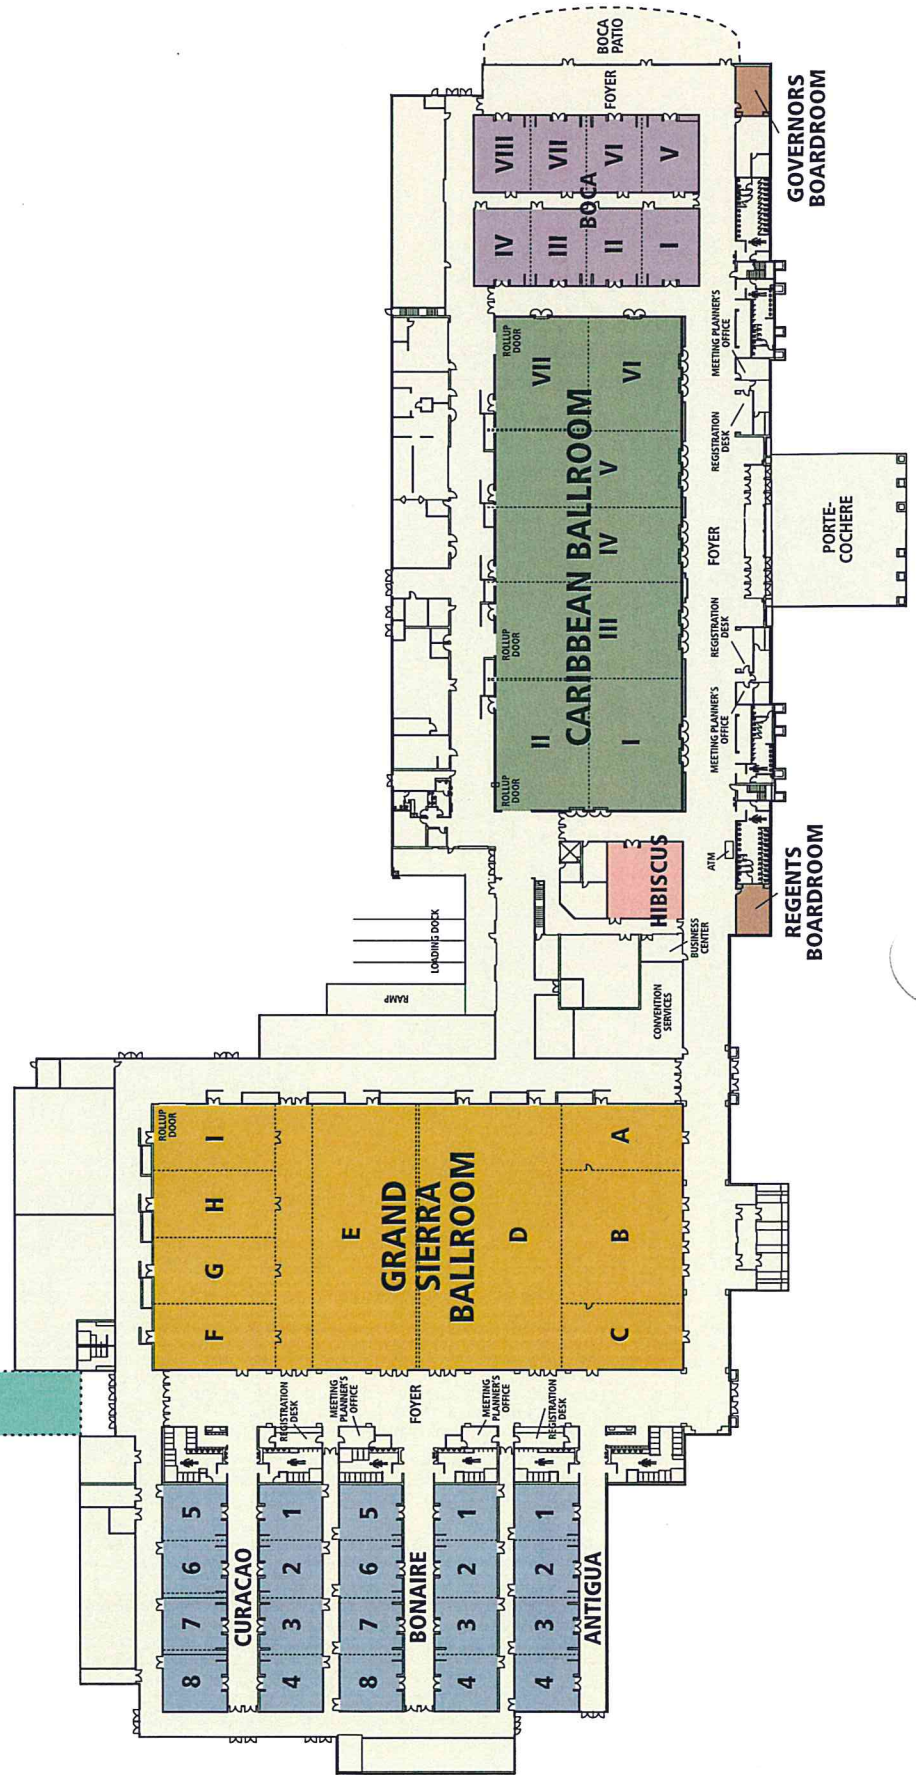 BOCA
PATIO
FOYER
GOVERNORS
BOARDROOM
VIII
VII
VI
V
BOCA
IV
III
II
I
MEETING PLANNER'S
OFFICE
REGISTRATION
DESK
ROLLUP
DOOR
VII
VI
V
IV
III
II
I
CARIBBEAN BALLROOM
ROLLUP
DOOR
ROLLUP
DOOR
FOYER
PORTE-
COCHERE
REGISTRATION
DESK
MEETING PLANNER'S
OFFICE
ATM
REGENTS
BOARDROOM
HIBISCUS
BUSINESS
CENTER
CONVENTION
SERVICES
LOADING DOCK
RAMP
ROLLUP
DOOR
I
H
G
F
E
GRAND
SIERRA
BALLROOM
D
A
B
C
FOYER
REGISTRATION
DESK
MEETING
PLANNER'S
OFFICE
MEETING
PLANNER'S
OFFICE
REGISTRATION
DESK
5
6
7
8
CURACAO
1
2
3
4
5
6
7
8
BONAIRE
1
2
3
4
1
2
3
4
ANTIGUA